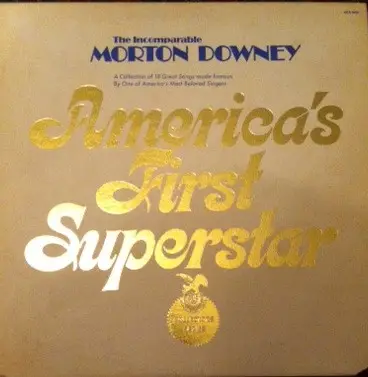 The Incomparable
MORTON DOWNEY
A Collection of 18 Great Songs made Famous
By One of America's Most Beloved Singers
America's
First
Superstar